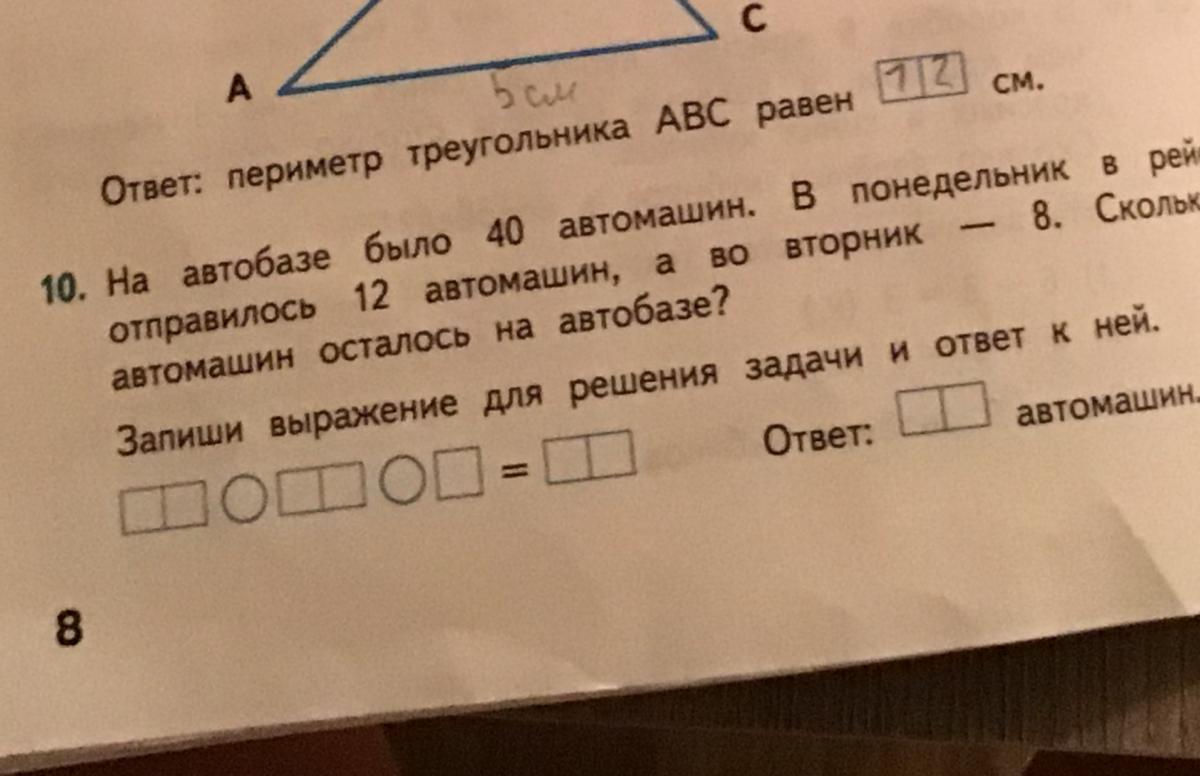 С
А
5 см
Ответ: периметр треугольника АВС равен 12 см.
10. На автобазе было 40 автомашин. В понедельник в
отправилось 12 автомашин, а во вторник — 8.
автомашин осталось на автобазе?
Запиши выражение для решения задачи и ответ к ней.
= Ответ: автомашин.
8